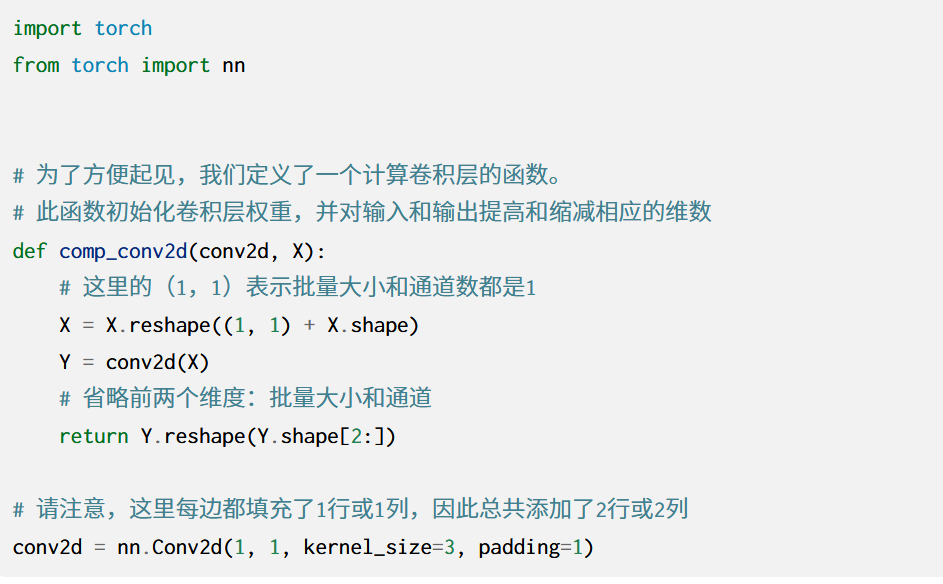 import torch
from torch import nn
# 为了方便起见，我们定义了一个计算卷积层的函数。
# 此函数初始化卷积层权重，并对输入和输出提高和缩减相应的维数
def comp_conv2d(conv2d, X):
    # 这里的（1，1）表示批量大小和通道数都是1
    X = X.reshape((1, 1) + X.shape)
    Y = conv2d(X)
    # 省略前两个维度：批量大小和通道
    return Y.reshape(Y.shape[2:])
# 请注意，这里每边都填充了1行或1列，因此总共添加了2行或2列
conv2d = nn.Conv2d(1, 1, kernel_size=3, padding=1)